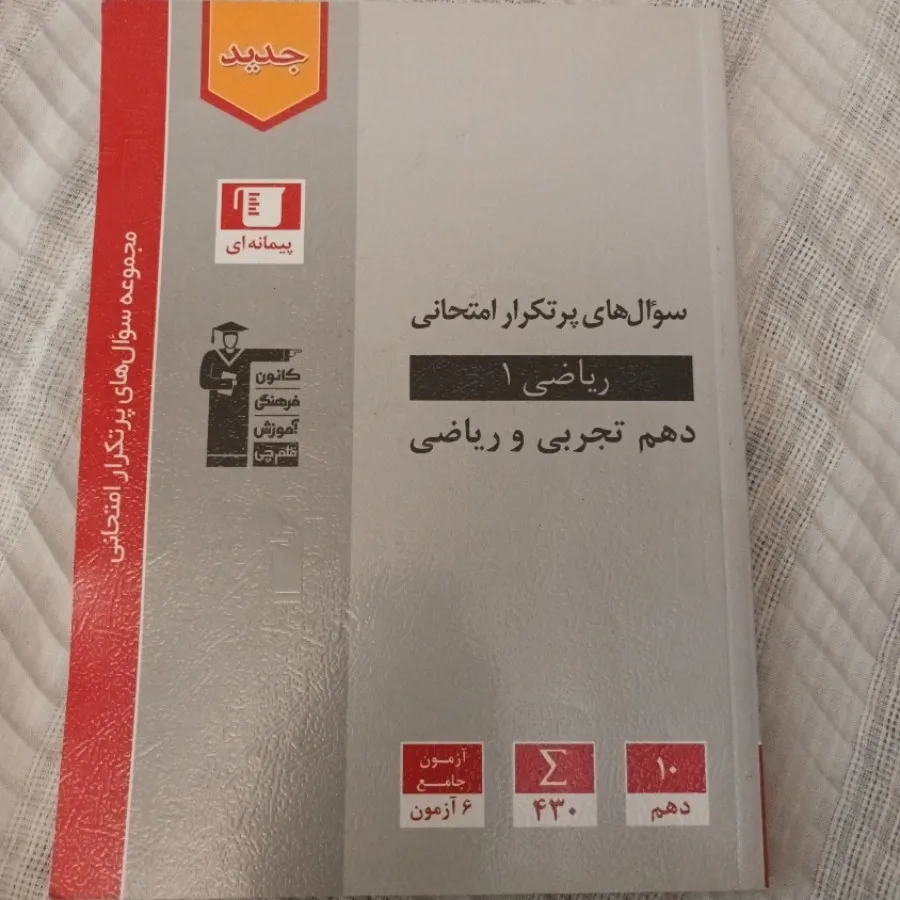 جدید
پیمانه‌ای
مجموعه سؤال‌های پرتکرار امتحانی
کانون
فرهنگی
آموزش
قلم‌چی
سؤال‌های پرتکرار امتحانی
ریاضی ۱
دهم تجربی و ریاضی
۱۰
دهم
Σ
۴۳۰
آزمون
جامع
۶ آزمون